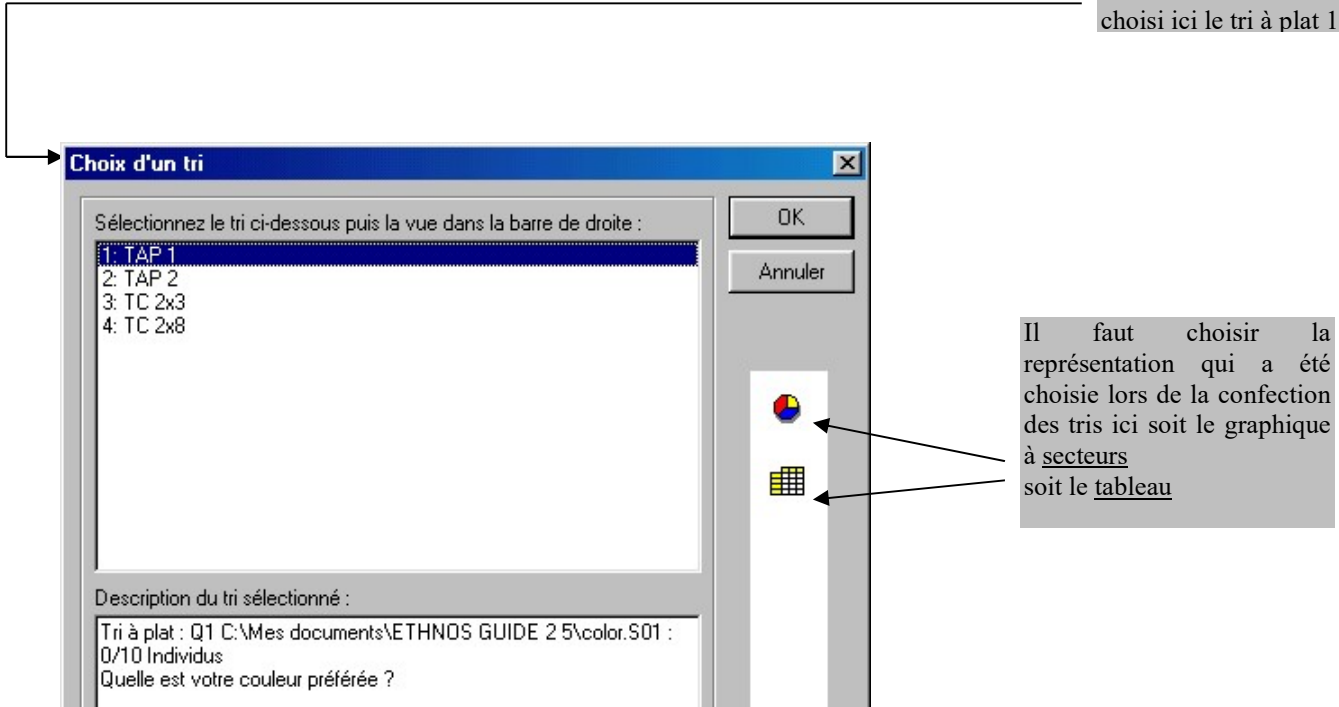 choisi ici le tri à plat 1
Choix d'un tri
Sélectionnez le tri ci-dessous puis la vue dans la barre de droite :
OK
1: TAP 1
Annuler
2: TAP 2
3: TC 2x3
4: TC 2x8
Il faut choisir la
représentation qui a été
choisie lors de la confection
des tris ici soit le graphique
à secteurs
soit le tableau
Description du tri sélectionné :
Tri à plat : Q1 C:\Mes documents\ETHNOS GUIDE 2 5\color.S01 :
0/10 Individus
Quelle est votre couleur préférée ?